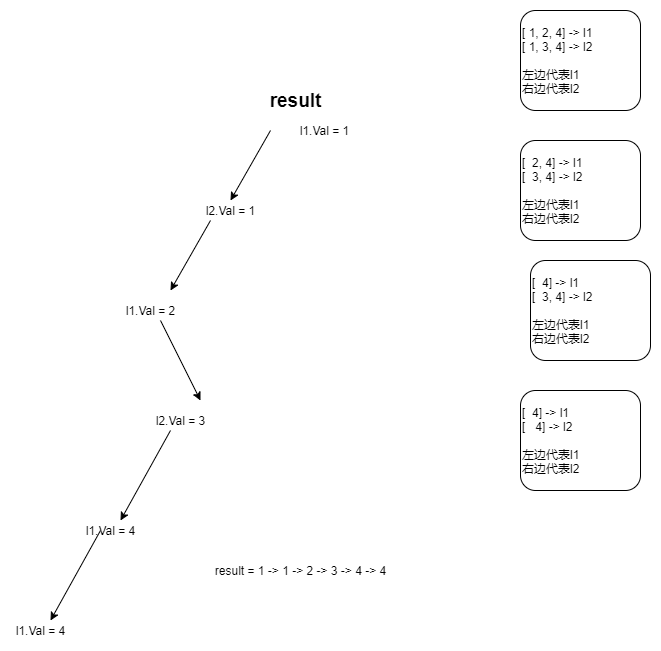 [ 1, 2, 4] -> l1
[ 1, 3, 4] -> l2
左边代表l1
右边代表l2
result
l1.Val = 1
[  2, 4] -> l1
[  3, 4] -> l2
左边代表l1
右边代表l2
l2.Val = 1
[  4] -> l1
[  3, 4] -> l2
左边代表l1
右边代表l2
l1.Val = 2
[  4] -> l1
[   4] -> l2
左边代表l1
右边代表l2
l2.Val = 3
l1.Val = 4
result = 1 -> 1 -> 2 -> 3 -> 4 -> 4
l1.Val = 4